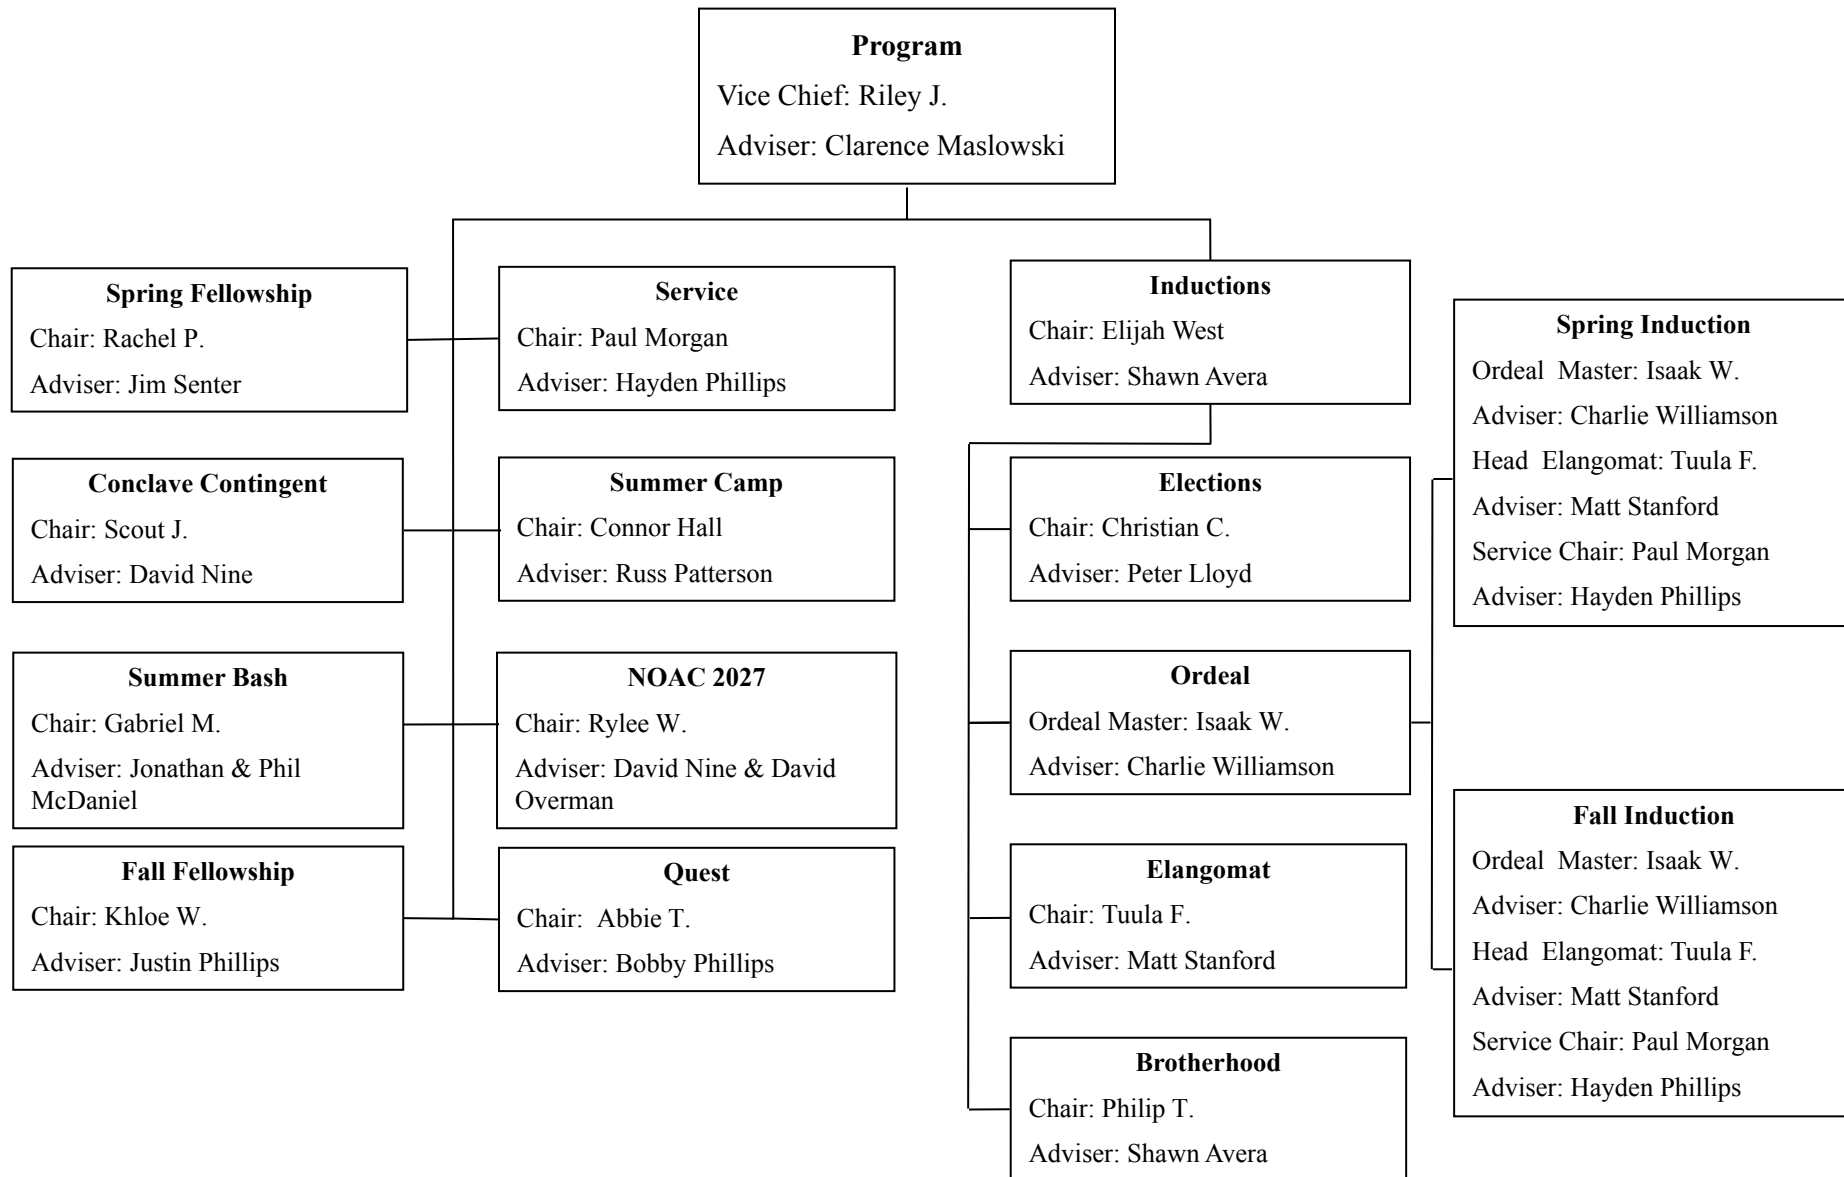 Program
Vice Chief: Riley J.
Adviser: Clarence Maslowski
Spring Fellowship
Chair: Rachel P.
Adviser: Jim Senter
Service
Chair: Paul Morgan
Adviser: Hayden Phillips
Conclave Contingent
Chair: Scout J.
Adviser: David Nine
Summer Camp
Chair: Connor Hall
Adviser: Russ Patterson
Summer Bash
Chair: Gabriel M.
Adviser: Jonathan & Phil
McDaniel
NOAC 2027
Chair: Rylee W.
Adviser: David Nine & David
Overman
Fall Fellowship
Chair: Khloe W.
Adviser: Justin Phillips
Quest
Chair:  Abbie T.
Adviser: Bobby Phillips
Inductions
Chair: Elijah West
Adviser: Shawn Avera
Elections
Chair: Christian C.
Adviser: Peter Lloyd
Ordeal
Ordeal Master: Isaak W.
Adviser: Charlie Williamson
Elangomat
Chair: Tuula F.
Adviser: Matt Stanford
Brotherhood
Chair: Philip T.
Adviser: Shawn Avera
Spring Induction
Ordeal  Master: Isaak W.
Adviser: Charlie Williamson
Head  Elangomat: Tuula F.
Adviser: Matt Stanford
Service Chair: Paul Morgan
Adviser: Hayden Phillips
Fall Induction
Ordeal  Master: Isaak W.
Adviser: Charlie Williamson
Head  Elangomat: Tuula F.
Adviser: Matt Stanford
Service Chair: Paul Morgan
Adviser: Hayden Phillips